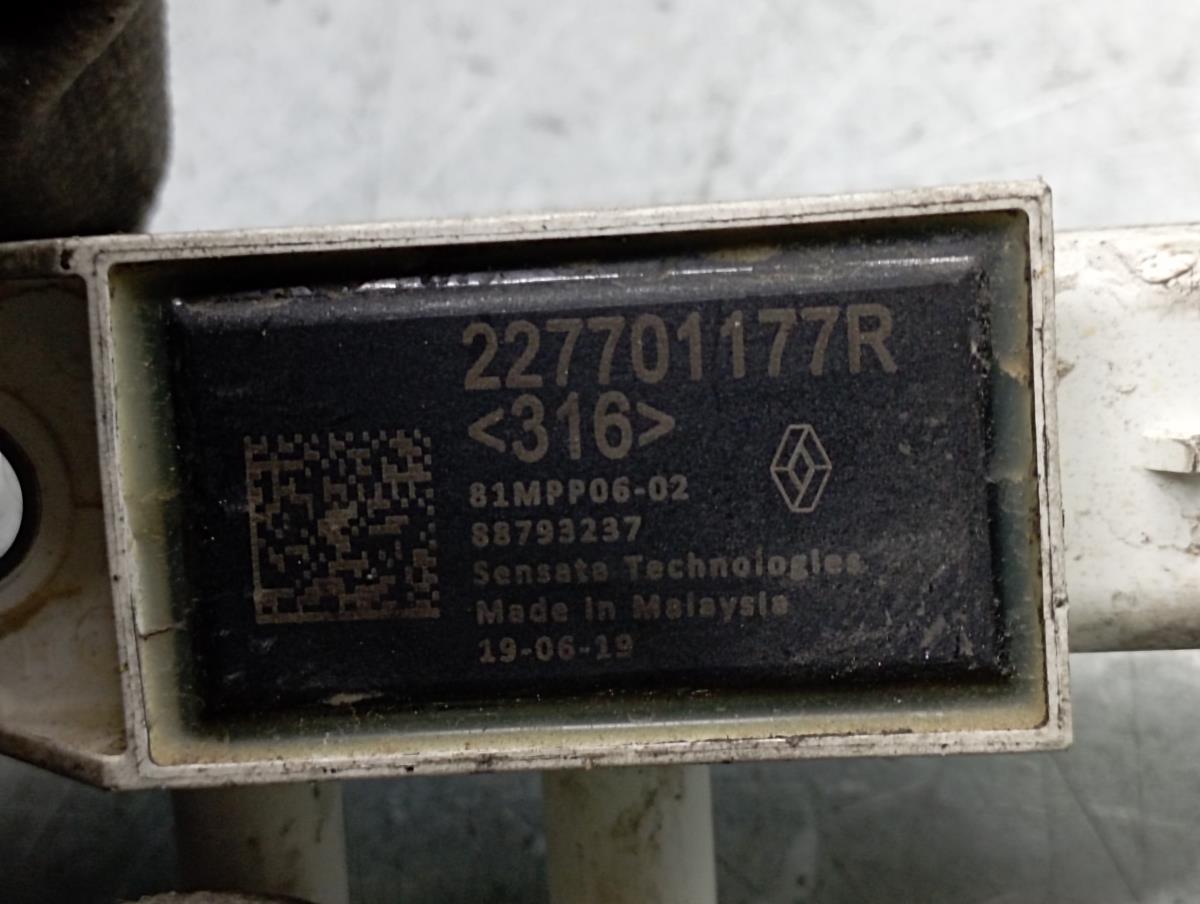 227701177R
<316>
81MPP06-02
88793237
Sensata Technologies
Made in Malaysia
19-06-19